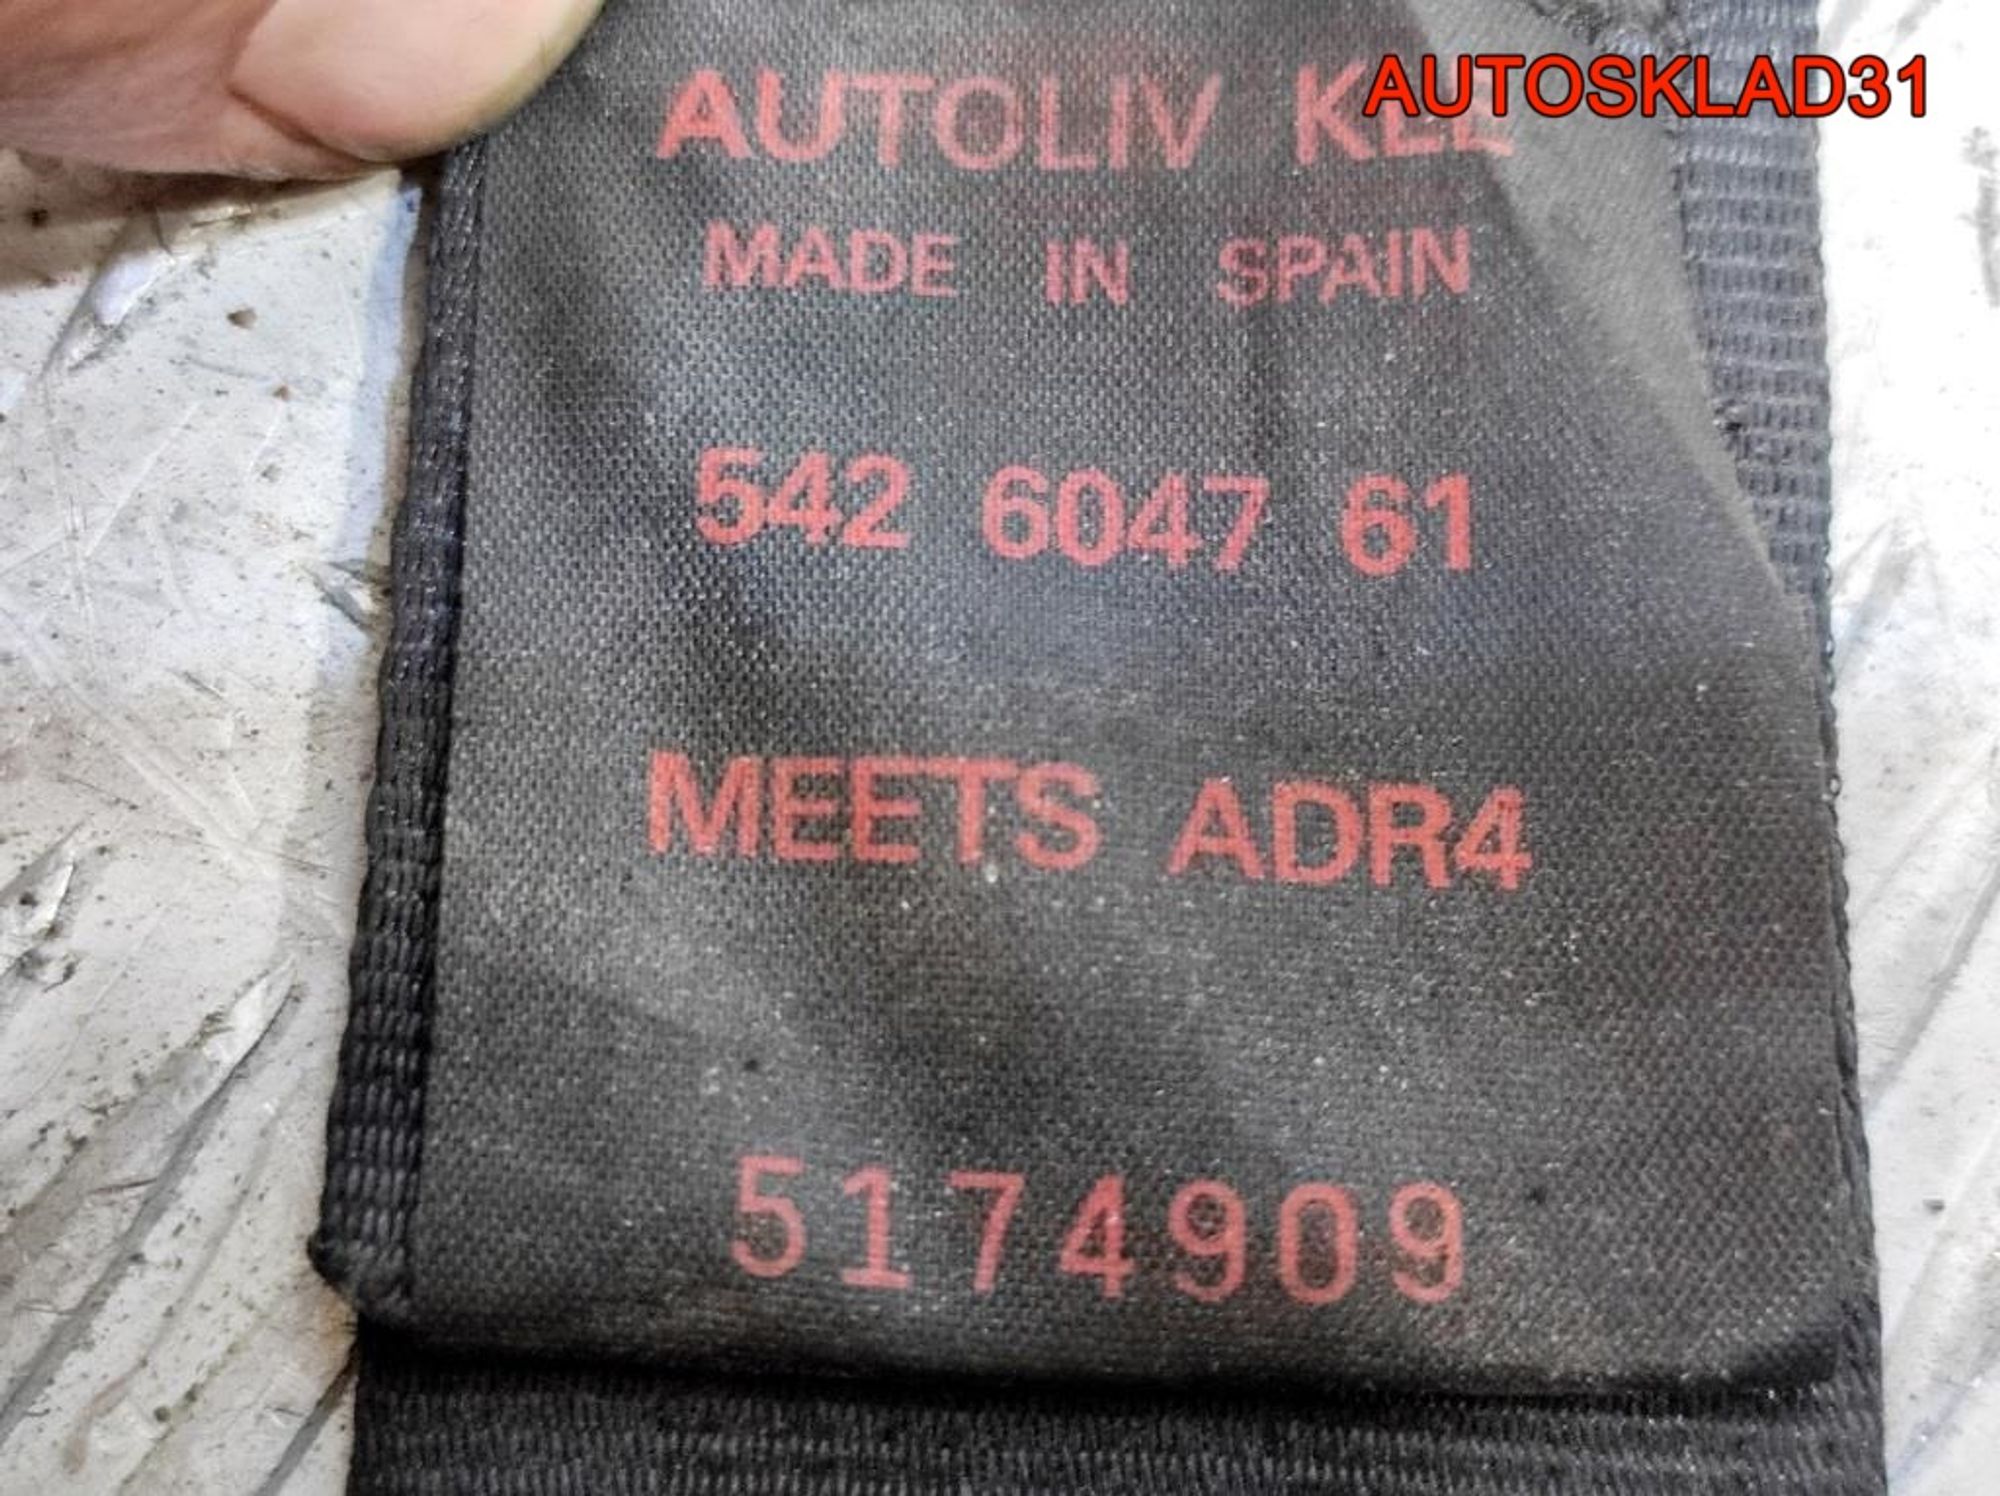 AUTOSKLAD31
AUTOLIV
MADE IN SPAIN
542 6047 61
MEETS ADR4
5174909